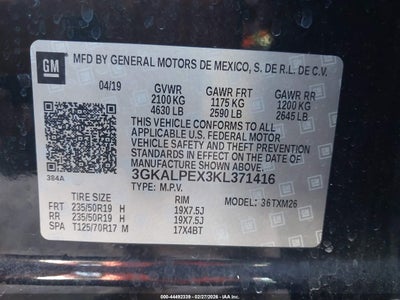 GM
MFD BY GENERAL MOTORS DE MEXICO, S. DE R.L. DE C.V.
04/19 GVWR GAWR FRT GAWR RR
2100 KG 1175 KG 1200 KG
4630 LB 2590 LB 2645 LB
THIS VEHICLE CONFORMS TO ALL APPLICABLE
U.S. FEDERAL MOTOR VEHICLE SAFETY, BUMPER, AND
THEFT PREVENTION STANDARDS IN EFFECT ON THE DATE
OF MANUFACTURE SHOWN ABOVE.
3GKALPEX3KL371416
384A
TYPE: M.P.V. MODEL: 36TXM26
TIRE SIZE RIM
FRT 235/50R19 H 19X7.5J
RR 235/50R19 H 19X7.5J
SPA T125/70R17 M 17X4BT
000-44492339 - 02/27/2026 - IAAI